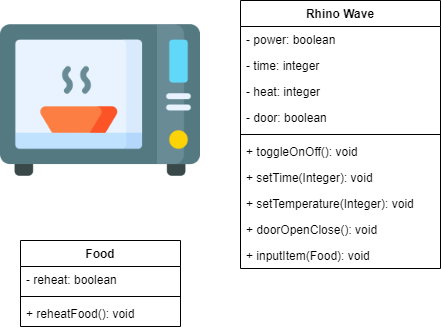 Rhino Wave
- power: boolean
- time: integer
- heat: integer
- door: boolean
+ toggleOnOff(): void
+ setTime(Integer): void
+ setTemperature(Integer): void
+ doorOpenClose(): void
+ inputItem(Food): void
Food
- reheat: boolean
+ reheatFood(): void